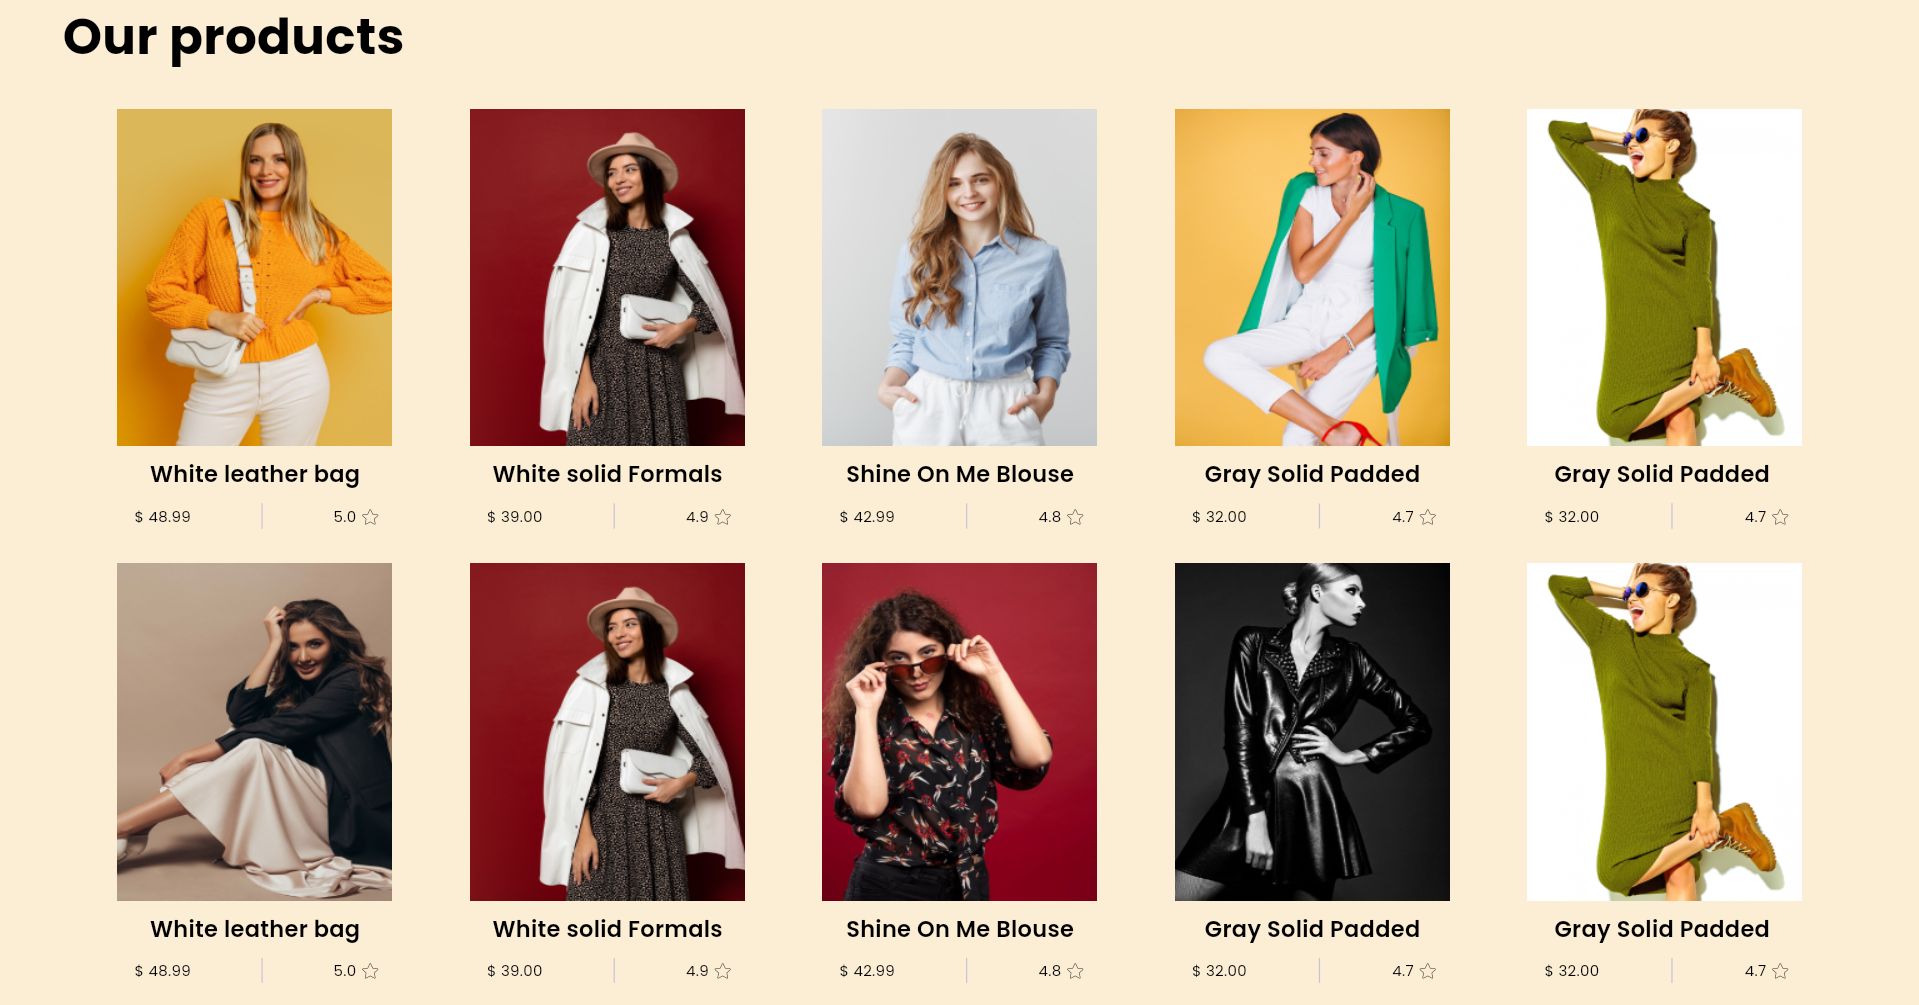 Our products
White leather bag
White solid Formals
Shine On Me Blouse
Gray Solid Padded
Gray Solid Padded
$ 48.99
5.0
$ 39.00
4.9
$ 42.99
4.8
$ 32.00
4.7
$ 32.00
4.7
White leather bag
White solid Formals
Shine On Me Blouse
Gray Solid Padded
Gray Solid Padded
$ 48.99
5.0
$ 39.00
4.9
$ 42.99
4.8
$ 32.00
4.7
$ 32.00
4.7